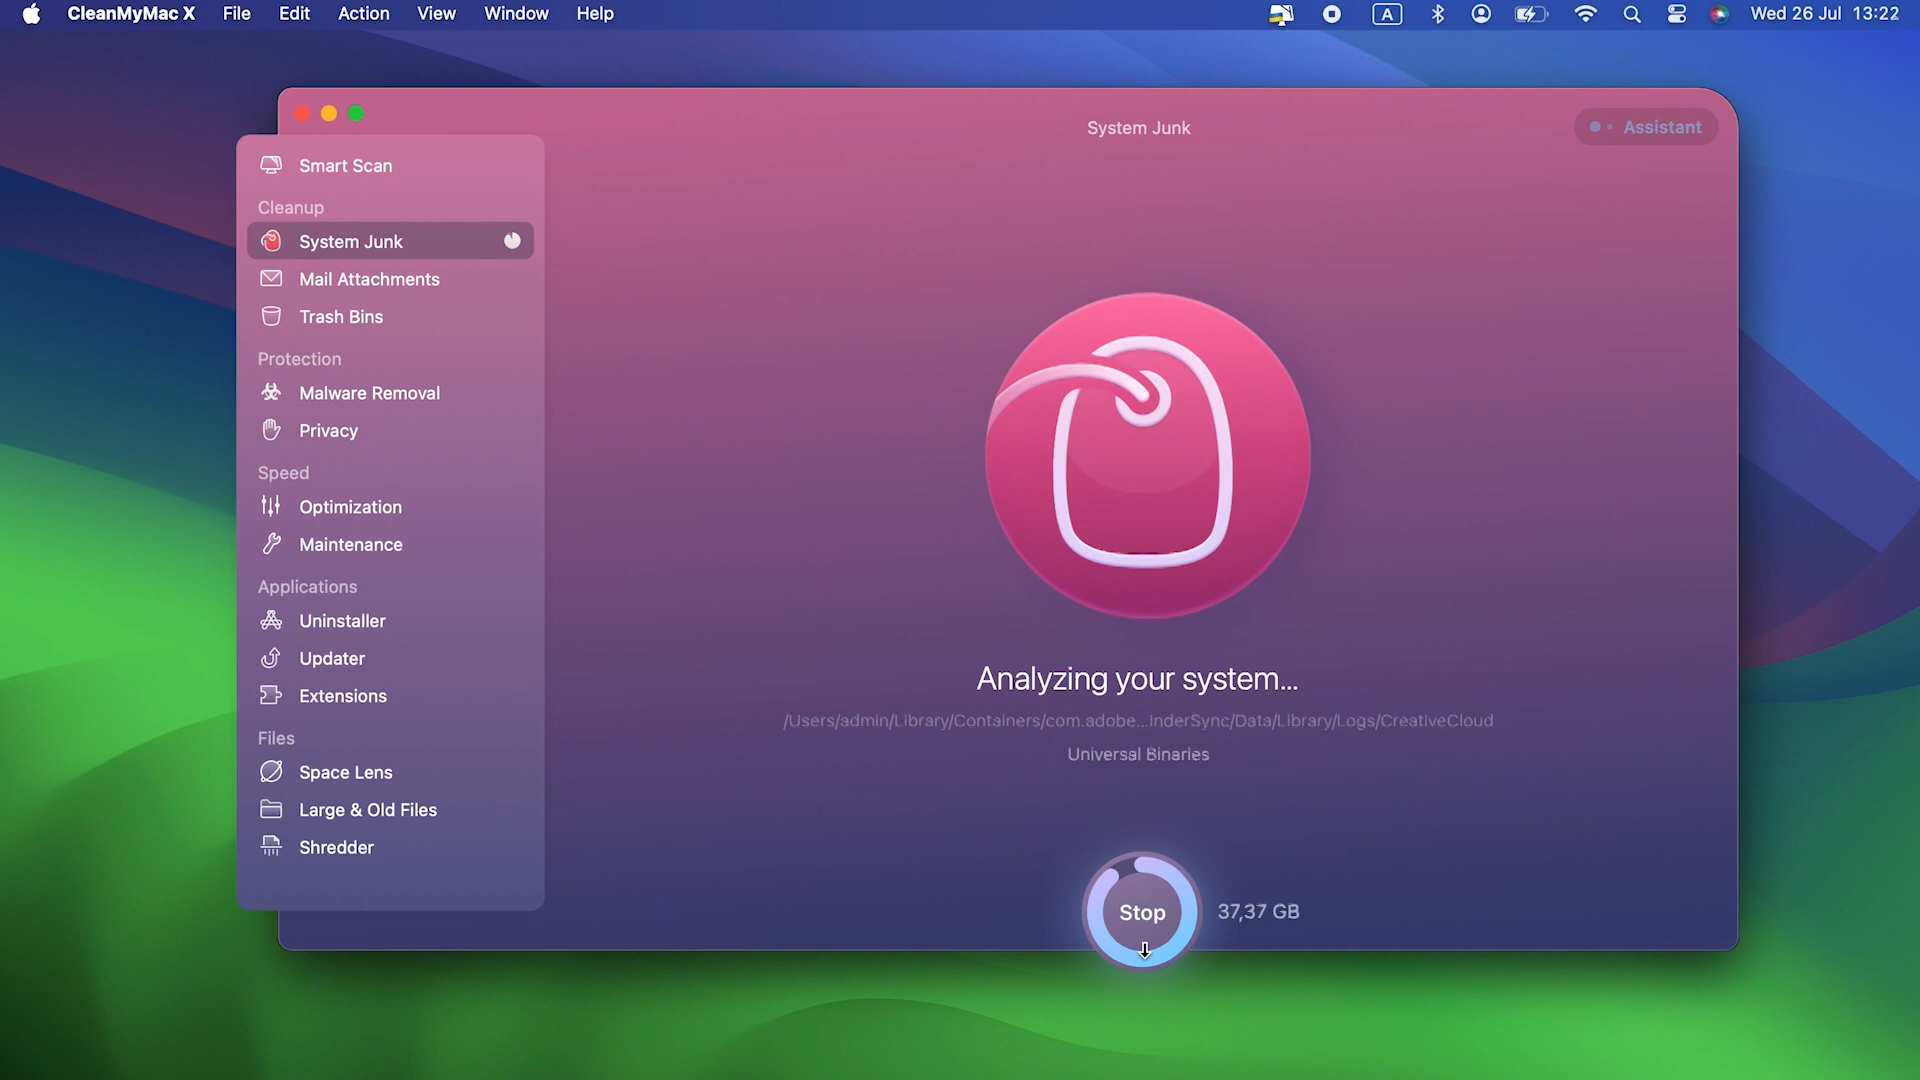 CleanMyMac X File Edit Action View Window Help A Wed 26 Jul 13:22
System Junk
Assistant
Smart Scan
Cleanup
System Junk
Mail Attachments
Trash Bins
Protection
Malware Removal
Privacy
Speed
Optimization
Maintenance
Applications
Uninstaller
Updater
Extensions
Files
Space Lens
Large & Old Files
Shredder
Analyzing your system...
/Users/admin/Library/Containers/com.adobe...inderSync/Data/Library/Logs/CreativeCloud
Universal Binaries
Stop 37,37 GB